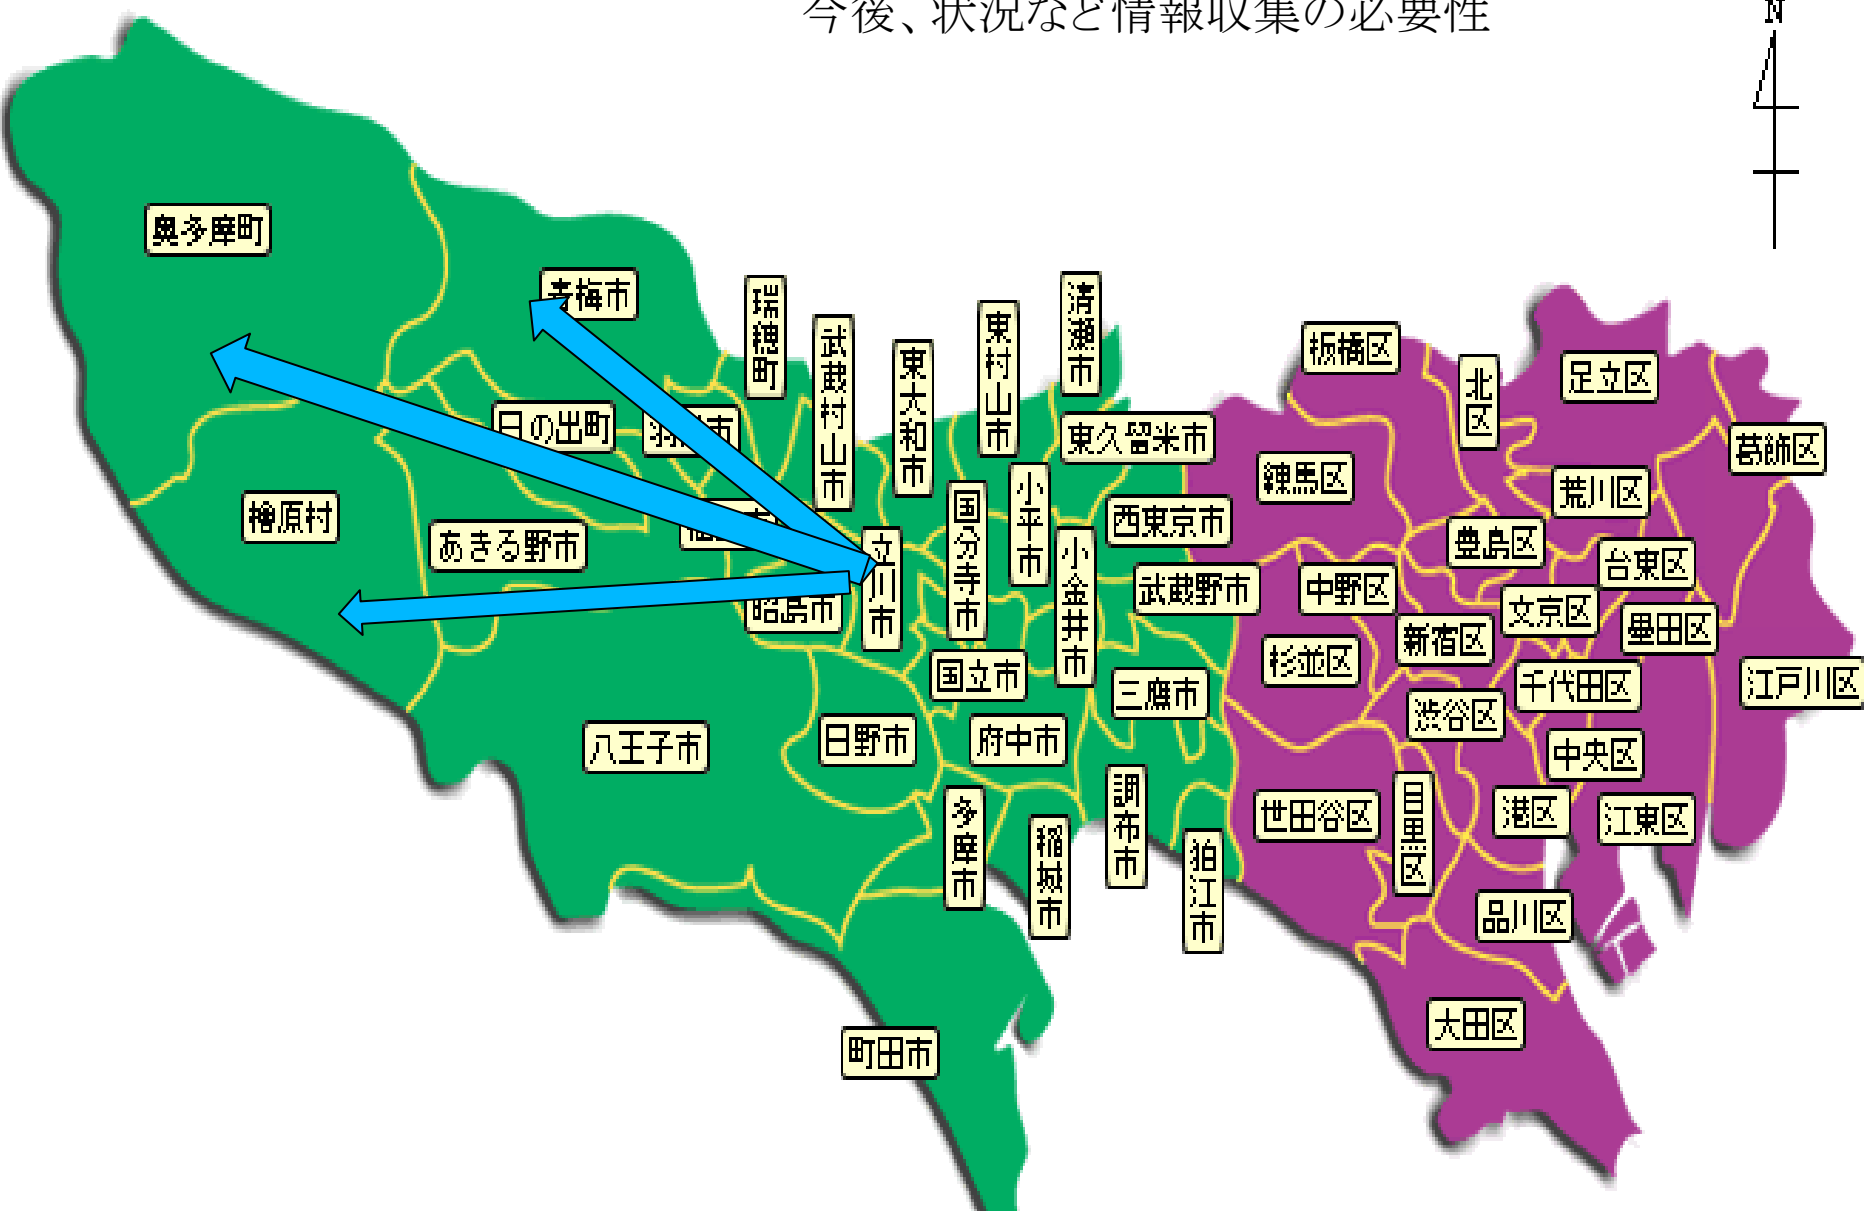 今後、状況など情報収集の必要性
N
奥多摩町
青梅市
瑞穂町
武蔵村山市
東大和市
東村山市
清瀬市
板橋区
北区
足立区
葛飾区
日の出町
東久留米市
練馬区
荒川区
檜原村
あきる野市
立川市
国分寺市
小平市
小金井市
西東京市
豊島区
台東区
昭島市
武蔵野市
中野区
文京区
墨田区
新宿区
杉並区
国立市
三鷹市
千代田区
江戸川区
渋谷区
八王子市
日野市
府中市
中央区
多摩市
稲城市
調布市
狛江市
世田谷区
目黒区
港区
江東区
品川区
大田区
町田市